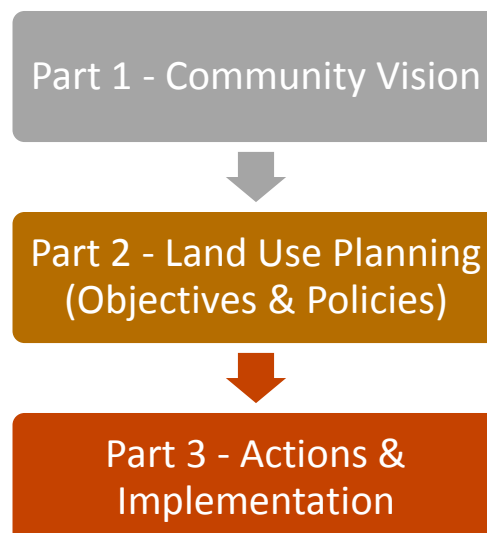 Part 1 - Community Vision
Part 2 - Land Use Planning
(Objectives & Policies)
Part 3 - Actions &
Implementation